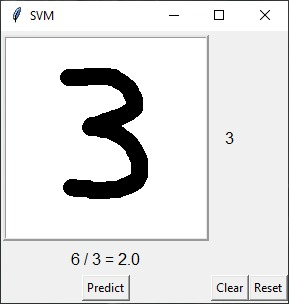 SVM
3
3
6 / 3 = 2.0
Predict
Clear Reset